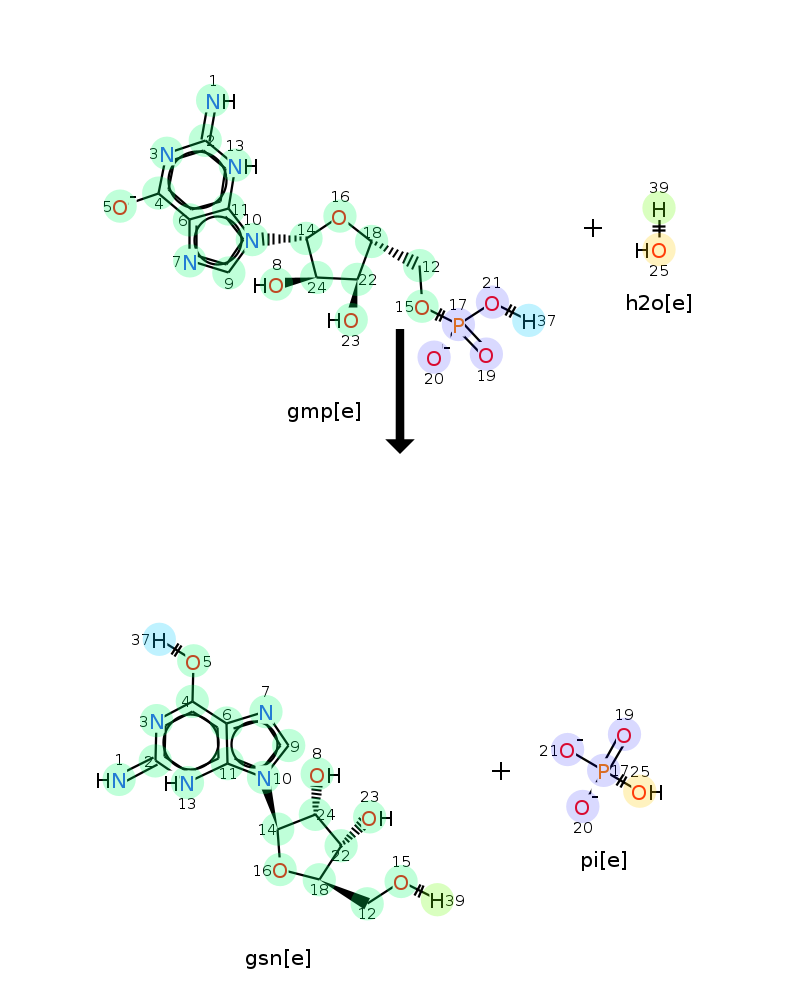 1
NH
2
13
3 N NH
5 O -
4
11
6
10
N
16
O
14
18
7 N
9
8
HO
24
22
12
HO
23
15 O
17
P
21
O
H 37
O -
20
O
19
gmp[e]
+
39
H
HO
25
h2o[e]
37 H
O 5
4
7
N
3 N
6
9
1
HN
2
HN
13
11
N 10
8
OH
24
23
OH
14
22
16 O
18
15
O
H 39
12
gsn[e]
+
19
O
21 O -
P 17 25
OH
O -
20
pi[e]